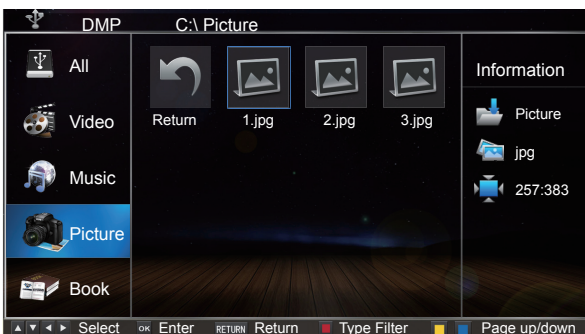 DMP C:\ Picture
All
Video
Music
Picture
Book
Return 1.jpg 2.jpg 3.jpg
Information
Picture
jpg
257:383
Select OK Enter RETURN Return Type Filter Page up/down